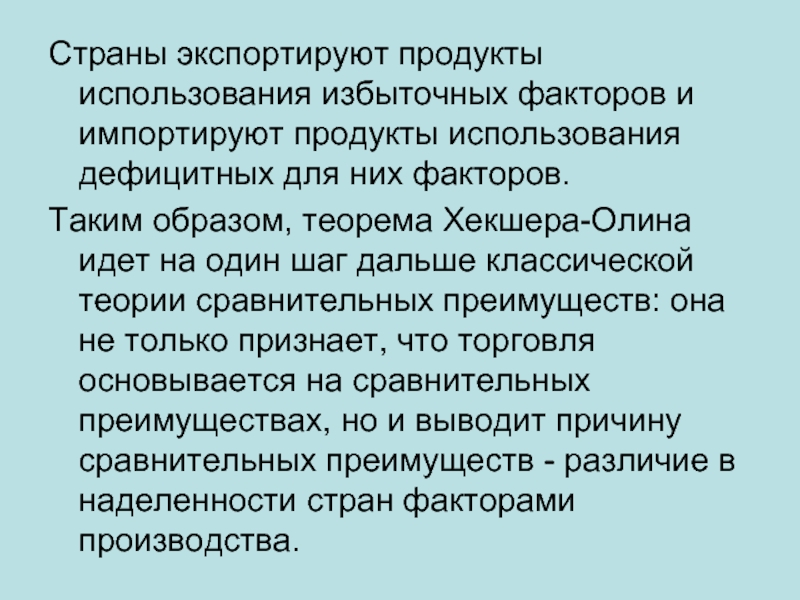 Страны экспортируют продукты
использования избыточных факторов и
импортируют продукты использования
дефицитных для них факторов.
Таким образом, теорема Хекшера-Олина
идет на один шаг дальше классической
теории сравнительных преимуществ: она
не только признает, что торговля
основывается на сравнительных
преимуществах, но и выводит причину
сравнительных преимуществ - различие в
наделенности стран факторами
производства.